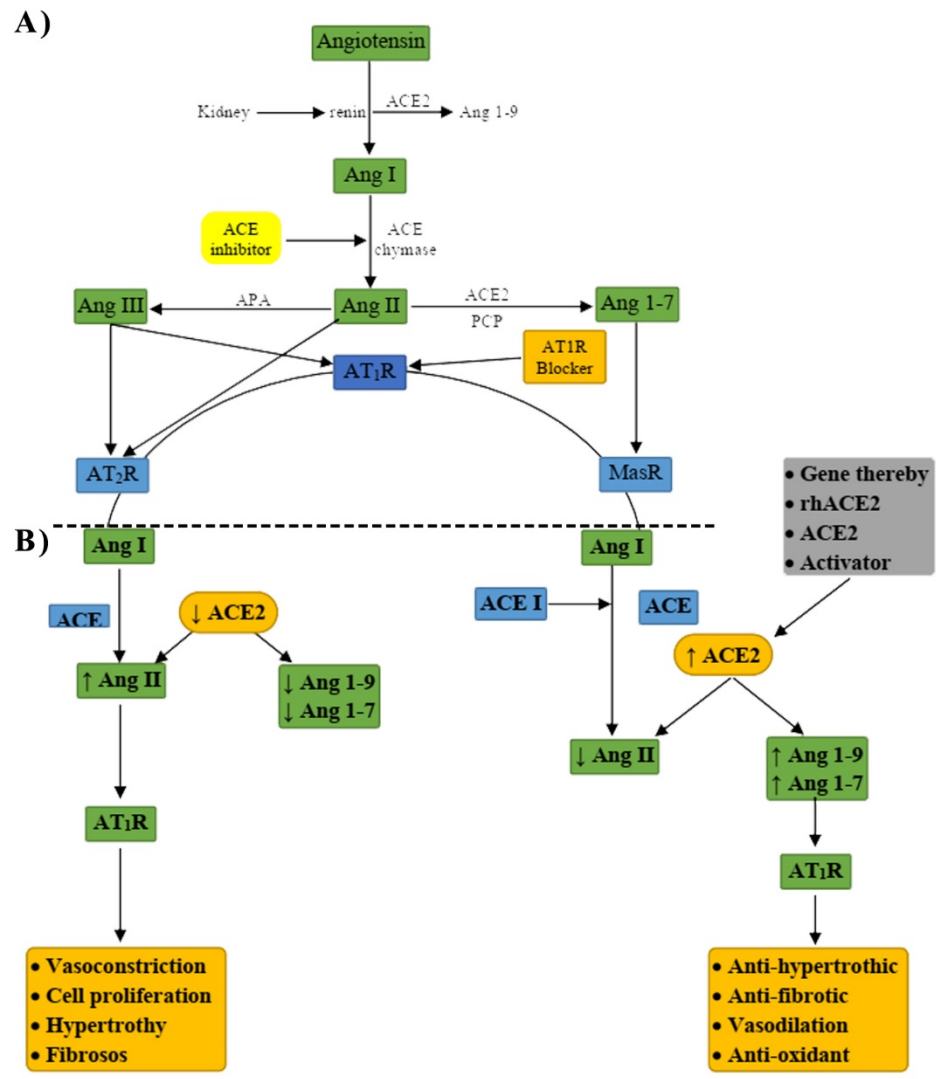 A)
Angiotensin
Kidney
renin
ACE2
Ang 1-9
Ang I
ACE
inhibitor
ACE
chymase
Ang III
APA
Ang II
ACE2
PCP
Ang 1-7
AT1R
Blocker
AT₁R
AT₂R
MasR
B)
Ang I
ACE
↓ ACE2
↑ Ang II
↓ Ang 1-9
↓ Ang 1-7
AT₁R
• Vasoconstriction
• Cell proliferation
• Hypertrothy
• Fibrosos
Ang I
ACE I
ACE
• Gene thereby
• rhACE2
• ACE2
• Activator
↑ ACE2
↓ Ang II
↑ Ang 1-9
↑ Ang 1-7
AT₁R
• Anti-hypertrothic
• Anti-fibrotic
• Vasodilation
• Anti-oxidant